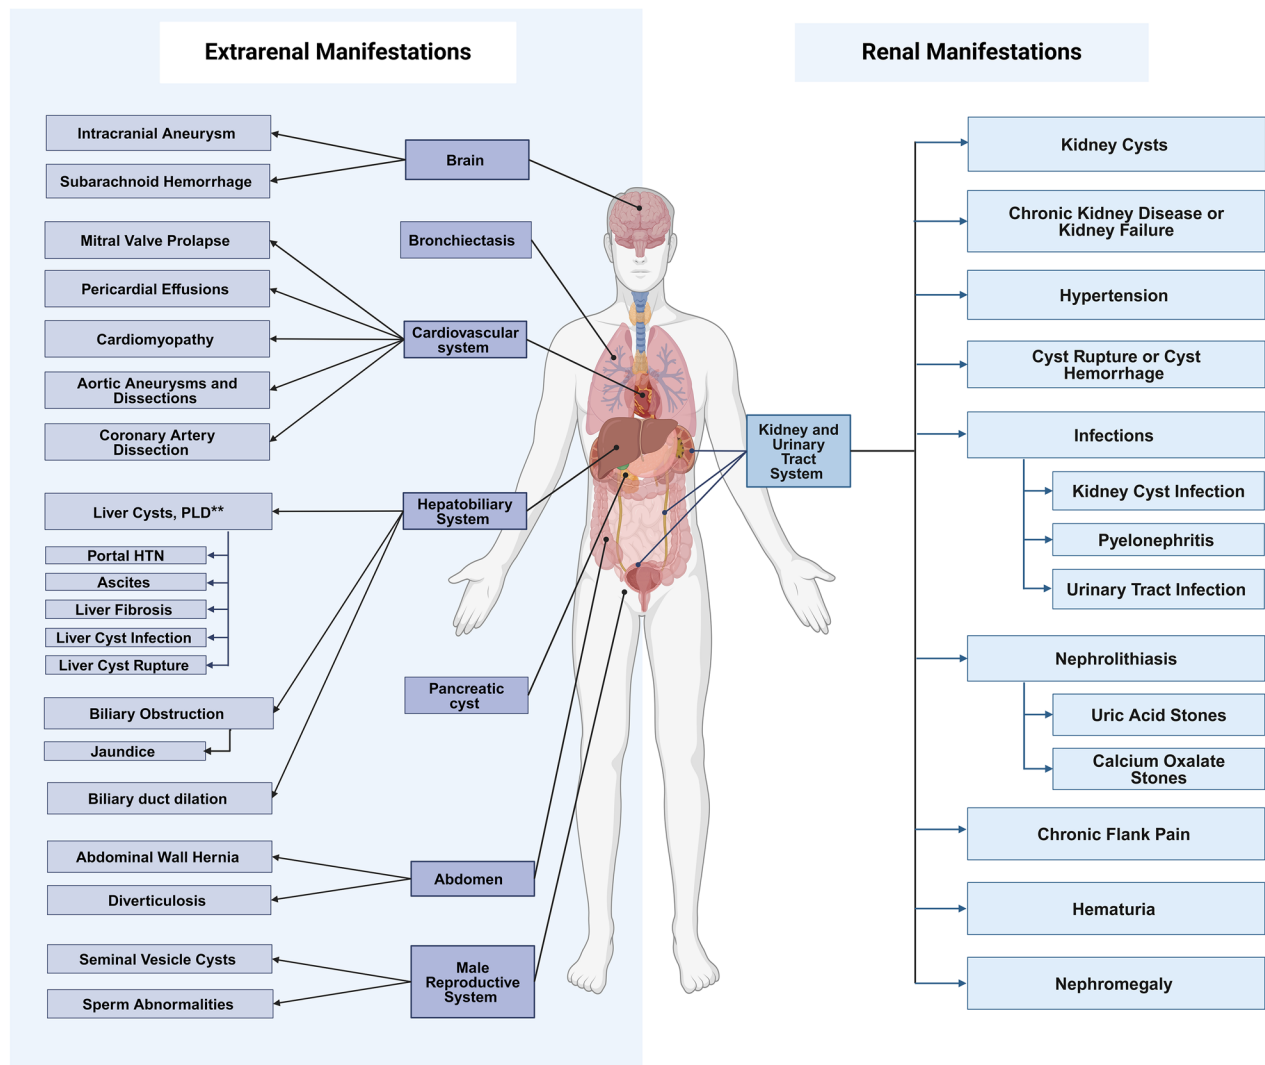 Extrarenal Manifestations
Intracranial Aneurysm
Subarachnoid Hemorrhage
Brain
Bronchiectasis
Mitral Valve Prolapse
Pericardial Effusions
Cardiomyopathy
Aortic Aneurysms and
Dissections
Coronary Artery
Dissection
Cardiovascular
system
Liver Cysts, PLD**
Portal HTN
Ascites
Liver Fibrosis
Liver Cyst Infection
Liver Cyst Rupture
Biliary Obstruction
Jaundice
Biliary duct dilation
Hepatobiliary
System
Pancreatic
cyst
Abdominal Wall Hernia
Diverticulosis
Abdomen
Seminal Vesicle Cysts
Sperm Abnormalities
Male
Reproductive
System
Renal Manifestations
Kidney and
Urinary
Tract
System
Kidney Cysts
Chronic Kidney Disease or
Kidney Failure
Hypertension
Cyst Rupture or Cyst
Hemorrhage
Infections
Kidney Cyst Infection
Pyelonephritis
Urinary Tract Infection
Nephrolithiasis
Uric Acid Stones
Calcium Oxalate
Stones
Chronic Flank Pain
Hematuria
Nephromegaly